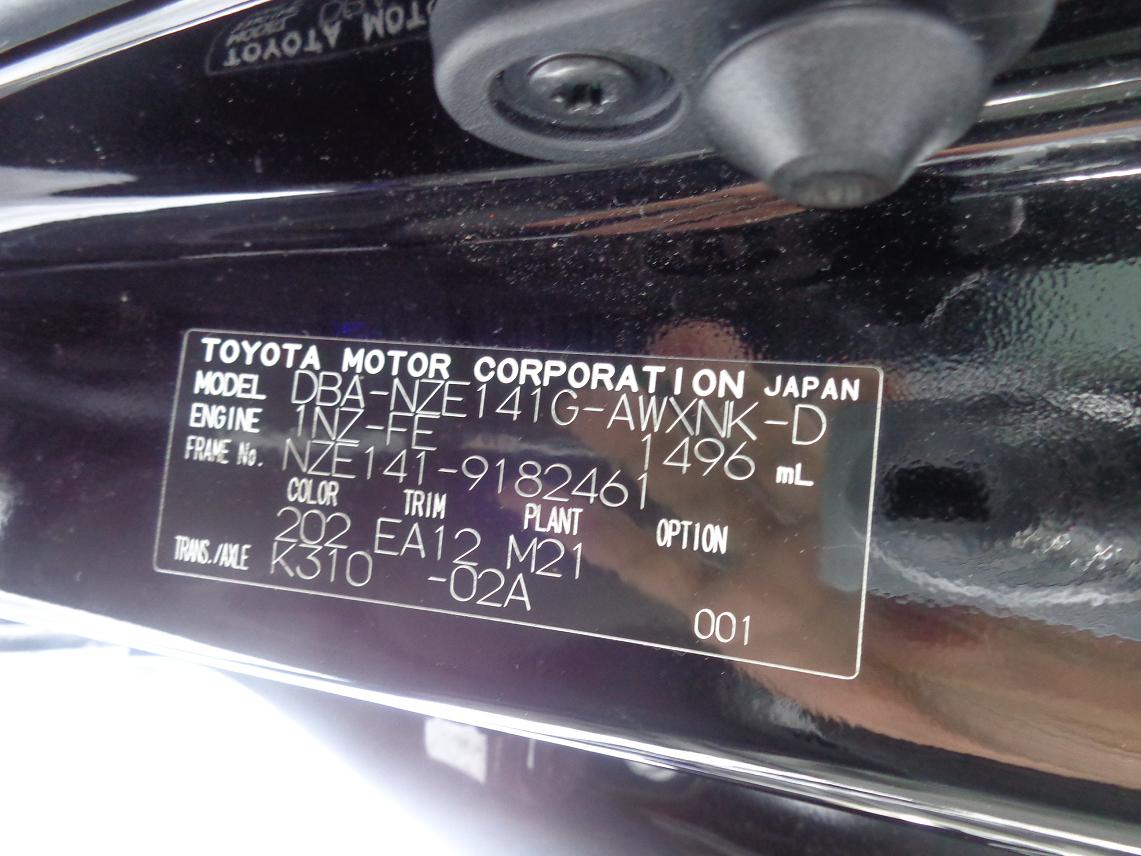 TOYOTA MOTOR CORPORATION JAPAN
MODEL DBA-NZE141G-AWXNK-D
ENGINE 1NZ-FE 1496 mL
FRAME No. NZE141-9182461
COLOR TRIM PLANT OPTION
202 EA12 M21
TRANS./AXLE K310 -02A
001